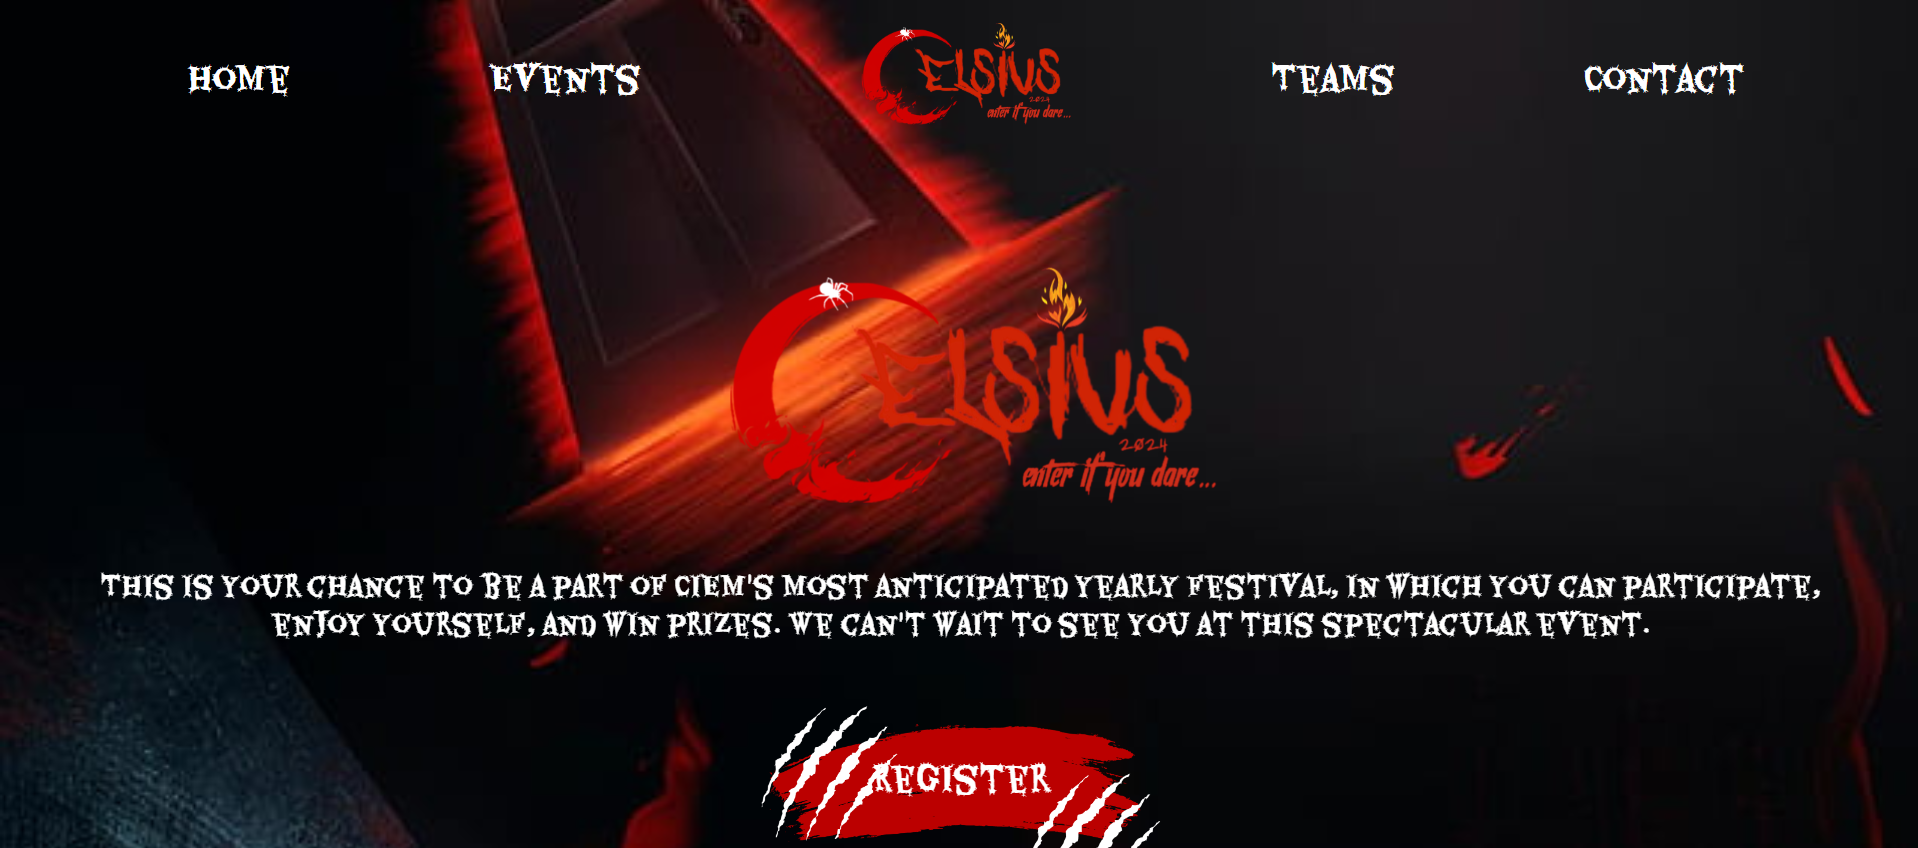 HOME
EVENTS
CELSIUS
2024
enter if you dare...
TEAMS
CONTACT
CELSIUS
2024
enter if you dare...
THIS IS YOUR CHANCE TO BE A PART OF CIEM'S MOST ANTICIPATED YEARLY FESTIVAL, IN WHICH YOU CAN PARTICIPATE,
ENJOY YOURSELF, AND WIN PRIZES. WE CAN'T WAIT TO SEE YOU AT THIS SPECTACULAR EVENT.
REGISTER